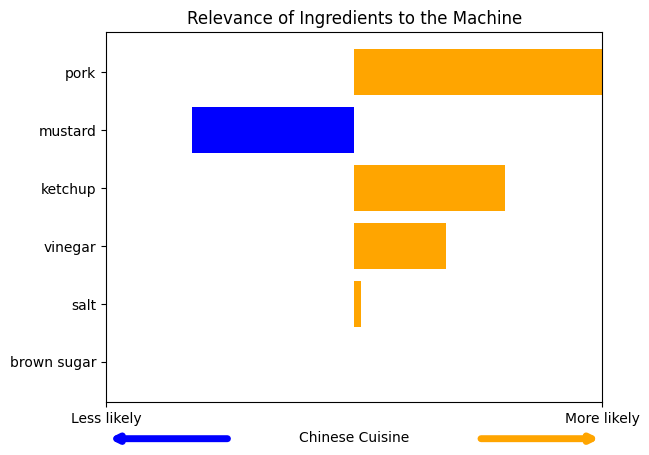 Relevance of Ingredients to the Machine
pork
mustard
ketchup
vinegar
salt
brown sugar
Less likely
More likely
Chinese Cuisine